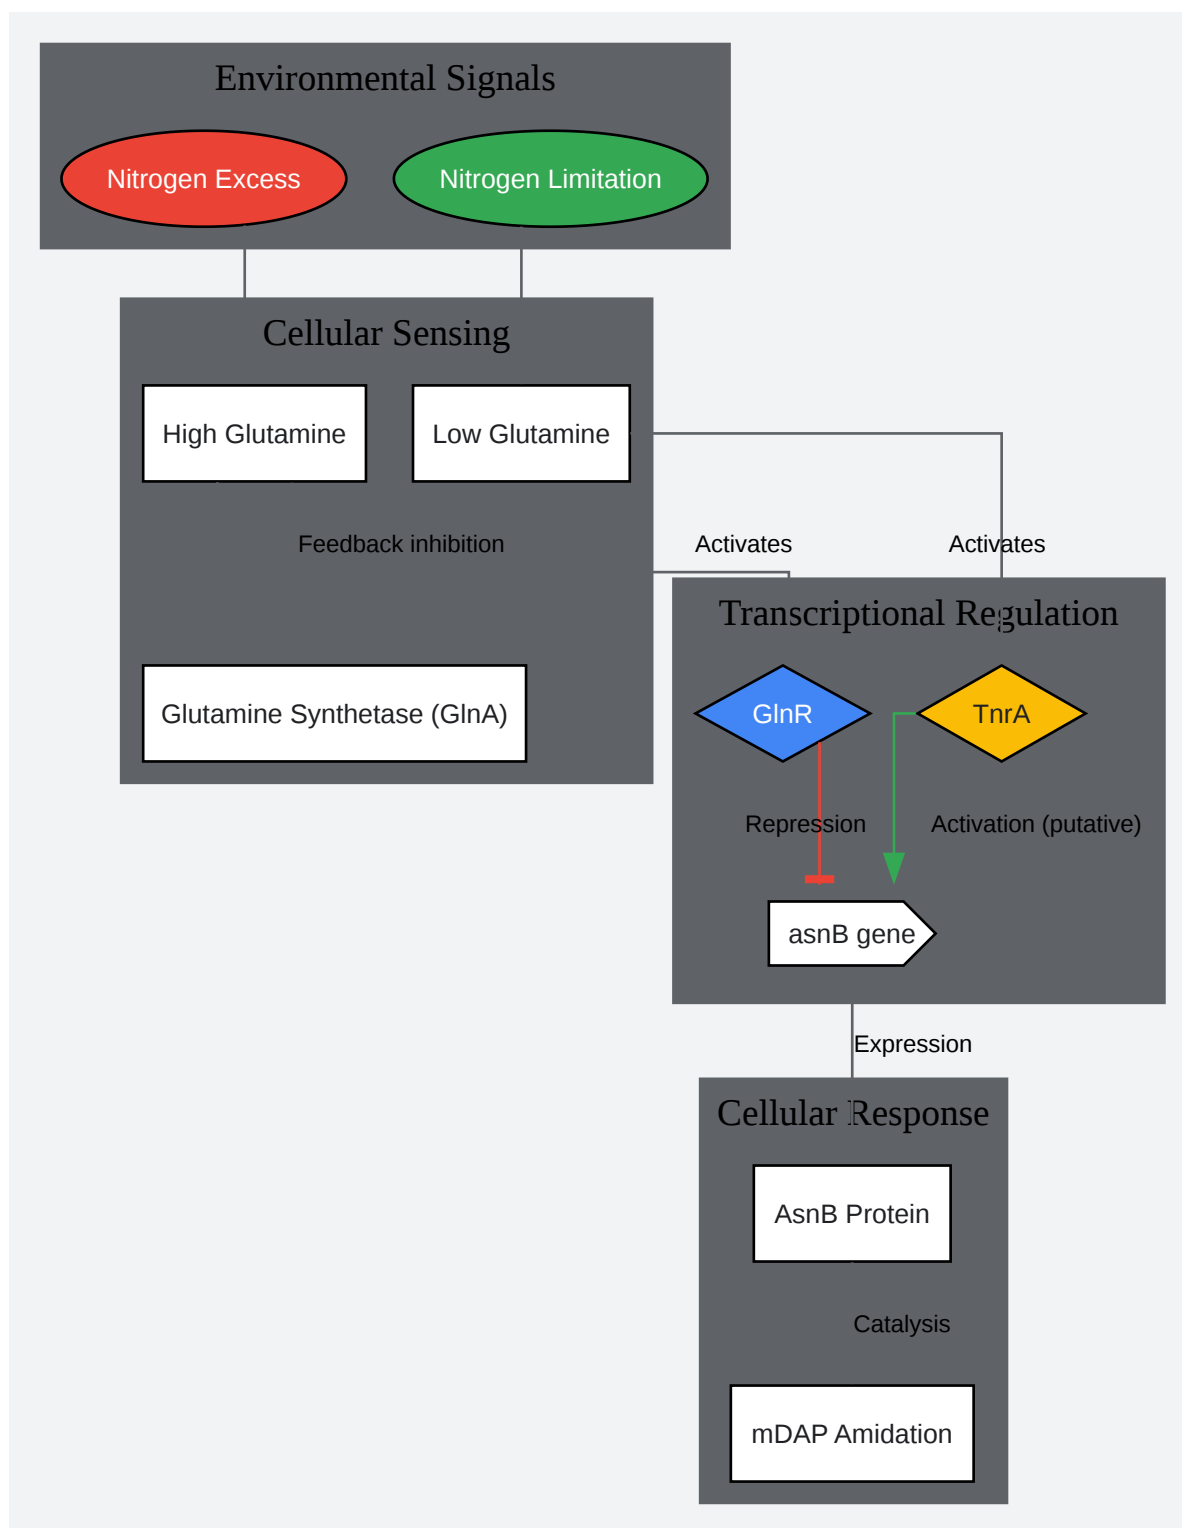 Environmental Signals
Nitrogen Excess
Nitrogen Limitation
Cellular Sensing
High Glutamine
Low Glutamine
Feedback inhibition
Activates
Activates
Transcriptional Regulation
Glutamine Synthetase (GlnA)
GlnR
TnrA
Repression
Activation (putative)
asnB gene
Expression
Cellular Response
AsnB Protein
Catalysis
mDAP Amidation